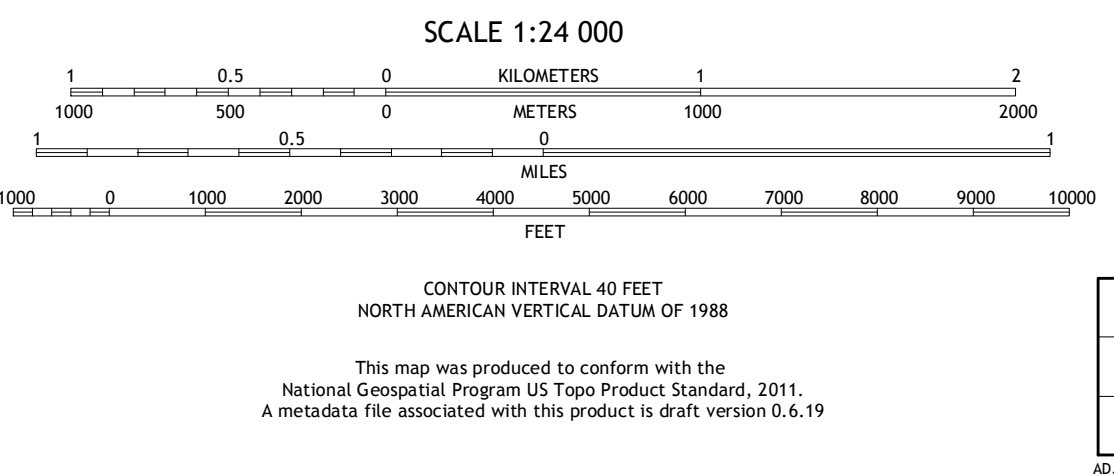 SCALE 1:24 000
1 0.5 0 KILOMETERS 1 2
1000 500 0 METERS 1000 2000
1 0.5 0 1
MILES
1000 0 1000 2000 3000 4000 5000 6000 7000 8000 9000 10000
FEET
CONTOUR INTERVAL 40 FEET
NORTH AMERICAN VERTICAL DATUM OF 1988
This map was produced to conform with the
National Geospatial Program US Topo Product Standard, 2011.
A metadata file associated with this product is draft version 0.6.19